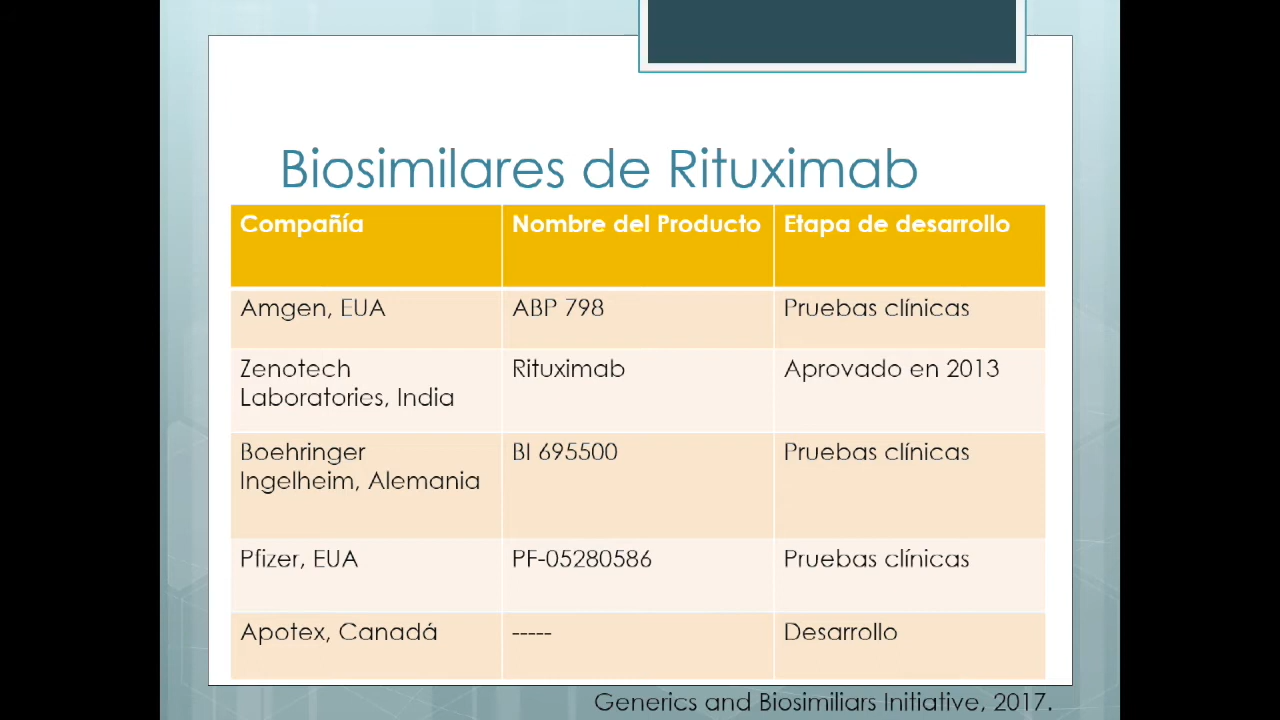 Biosimilares de Rituximab
Compañía Nombre del Producto Etapa de desarrollo
Amgen, EUA ABP 798 Pruebas clínicas
Zenotech Rituximab Aprovado en 2013
Laboratories, India
Boehringer BI 695500 Pruebas clínicas
Ingelheim, Alemania
Pfizer, EUA PF-05280586 Pruebas clínicas
Apotex, Canadá ----- Desarrollo
Generics and Biosimiliars Initiative, 2017.